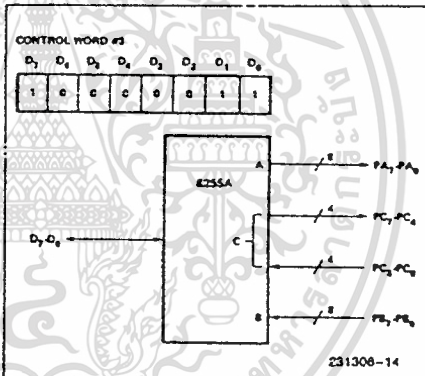 CONTROL WORD #3
D7 D6 D5 D4 D3 D2 D1 D0
1 0 0 0 0 0 1 1
8255A
A
8
PA7-PA0
4
PC7-PC4
C
D7-D0
4
PC3-PC0
B
8
PB7-PB0
231306-14